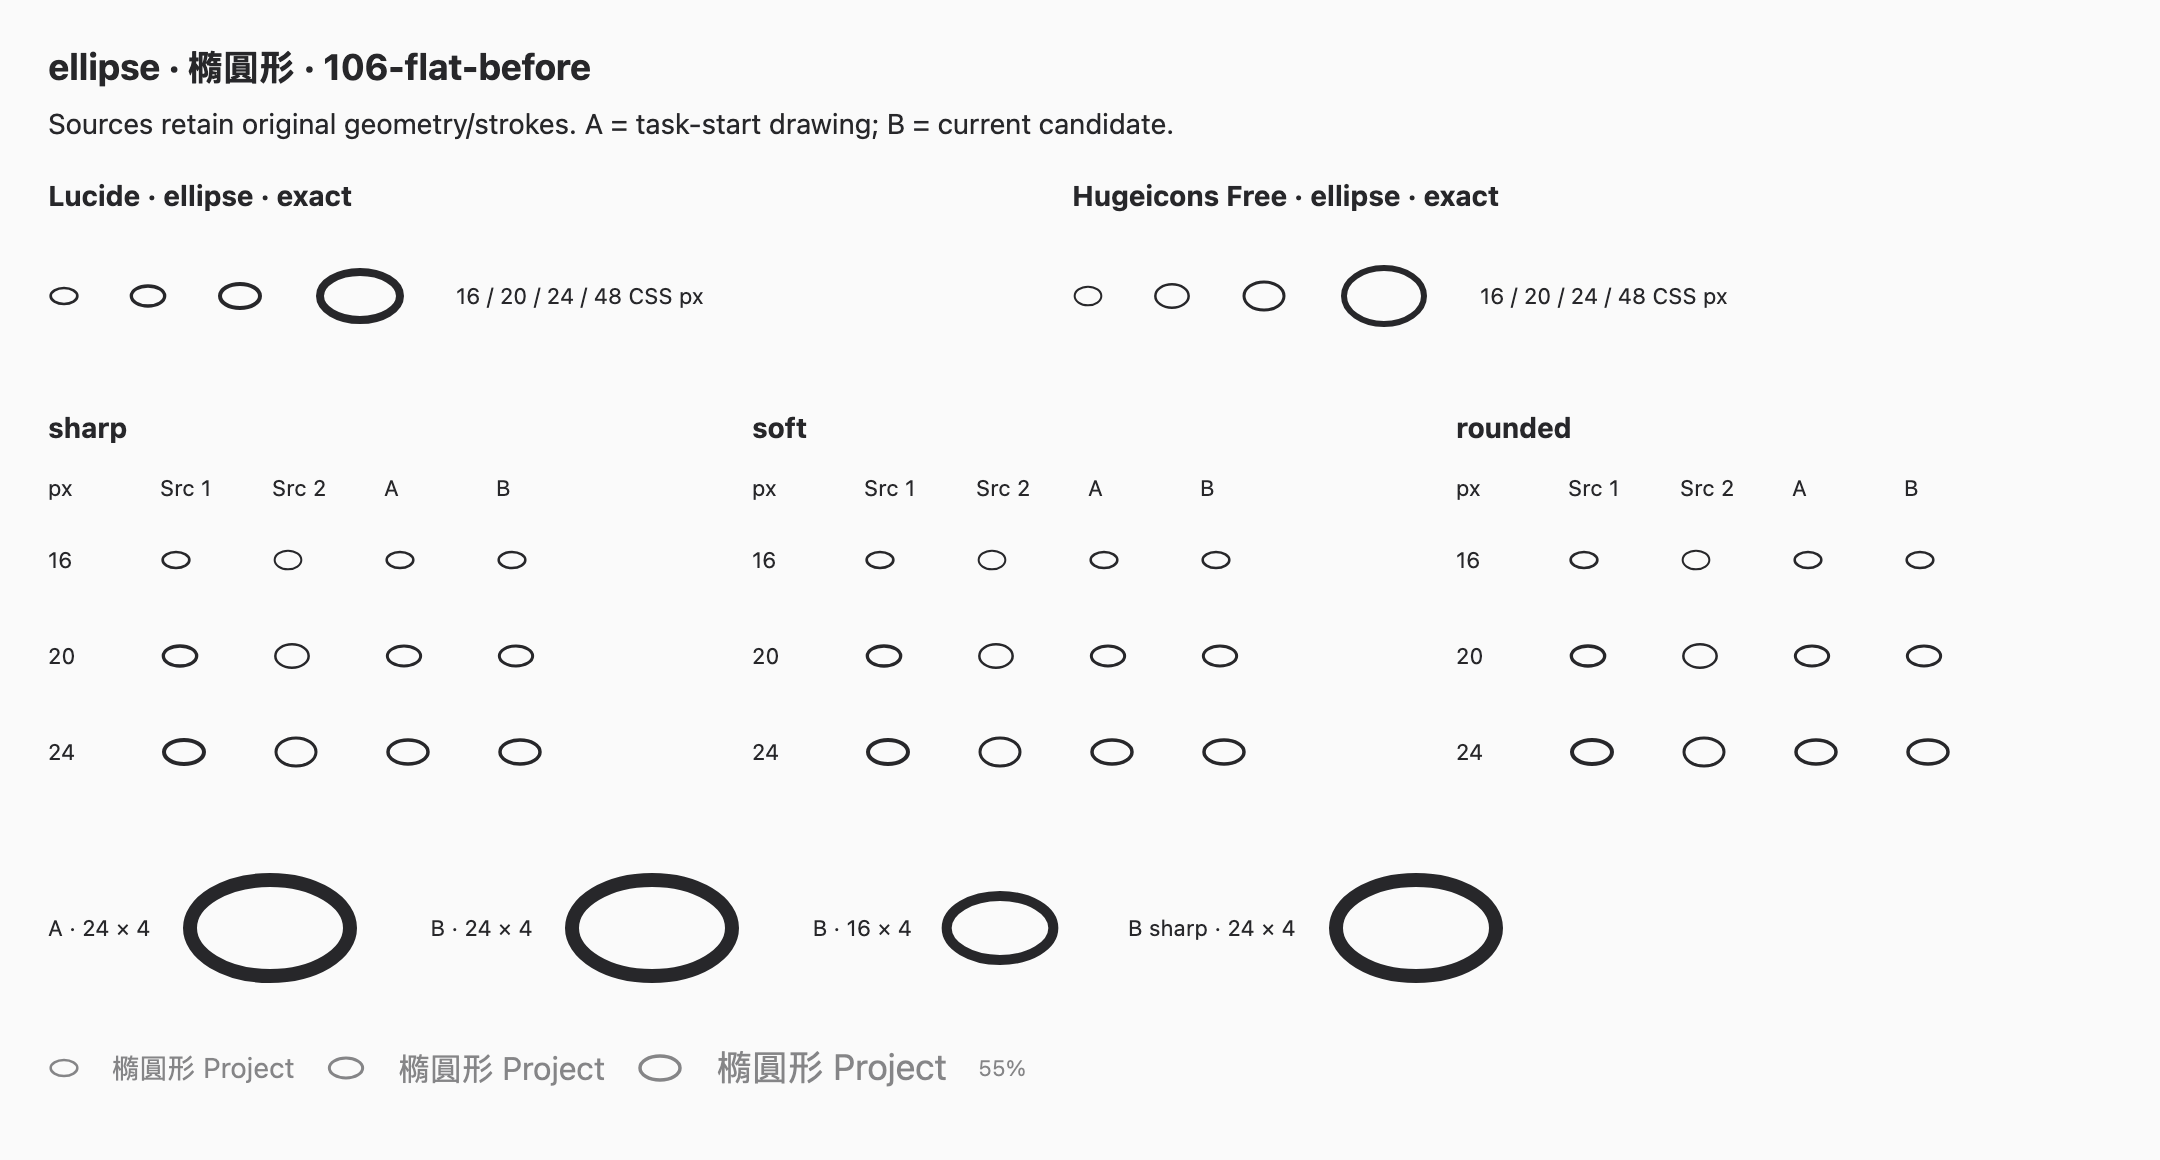 ellipse · 橢圓形 · 106-flat-before
Sources retain original geometry/strokes. A = task-start drawing; B = current candidate.
Lucide · ellipse · exact
16 / 20 / 24 / 48 CSS px
Hugeicons Free · ellipse · exact
16 / 20 / 24 / 48 CSS px
sharp
px Src 1 Src 2 A B
16
20
24
soft
px Src 1 Src 2 A B
16
20
24
rounded
px Src 1 Src 2 A B
16
20
24
A · 24 × 4
B · 24 × 4
B · 16 × 4
B sharp · 24 × 4
橢圓形 Project
橢圓形 Project
橢圓形 Project
55%